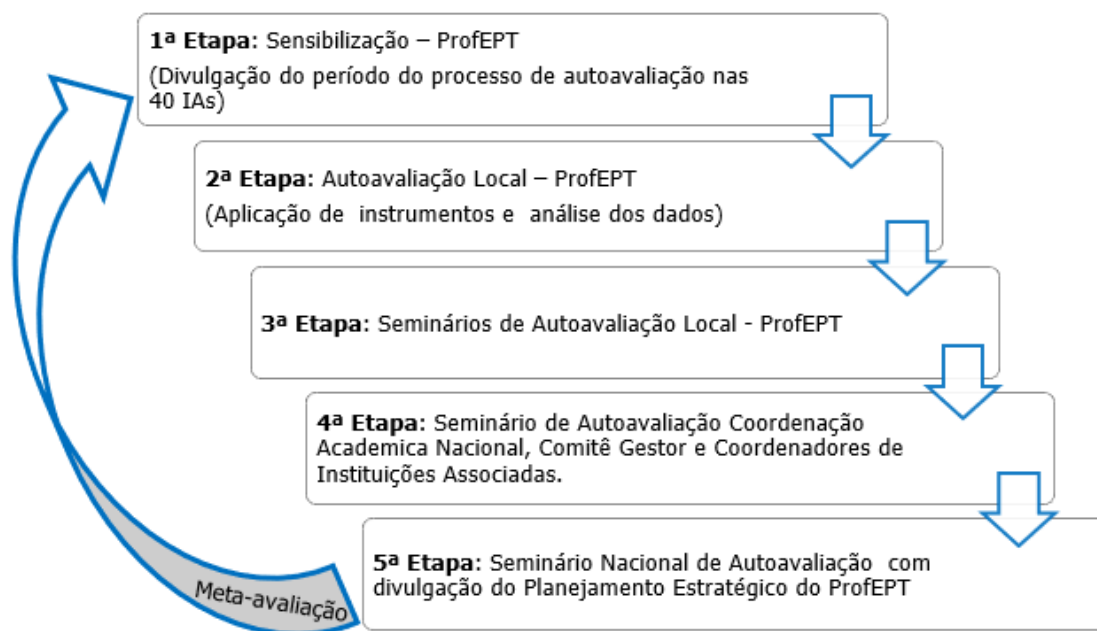 1ª Etapa: Sensibilização – ProfEPT
(Divulgação do período do processo de autoavaliação nas
40 IAs)
2ª Etapa: Autoavaliação Local – ProfEPT
(Aplicação de instrumentos e análise dos dados)
3ª Etapa: Seminários de Autoavaliação Local - ProfEPT
4ª Etapa: Seminário de Autoavaliação Coordenação
Academica Nacional, Comitê Gestor e Coordenadores de
Instituições Associadas.
5ª Etapa: Seminário Nacional de Autoavaliação com
divulgação do Planejamento Estratégico do ProfEPT
Meta-avaliação